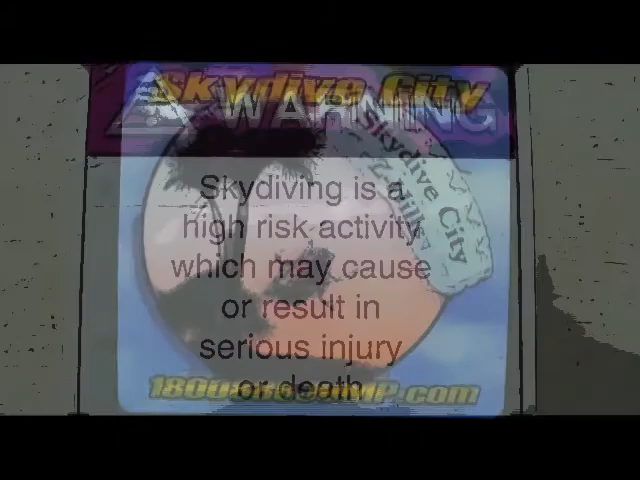 Skydive City
WARNING
Skydive City
Skydiving is a
high risk activity
which may cause
or result in
serious injury
or death